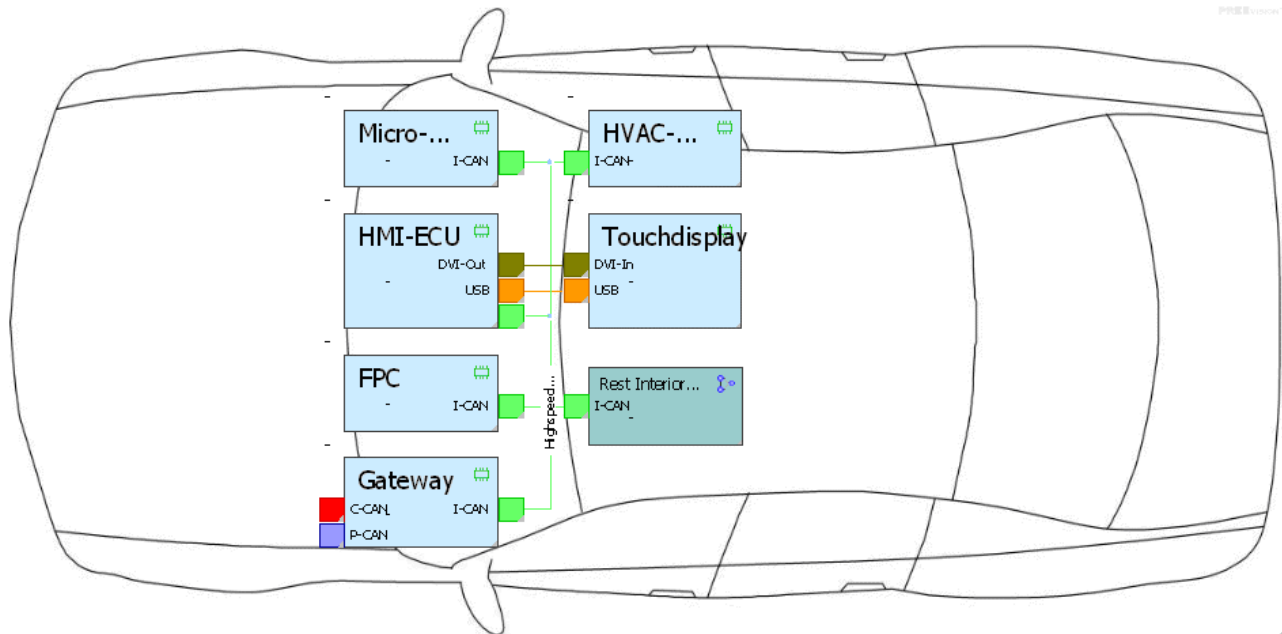 Micro-...
-
I-CAN
HVAC-...
I-CAN
-
HMI-ECU
DVI-Out
-
USB
Touchdisplay
DVI-In
-
USB
FPC
-
I-CAN
Rest Interior...
I-CAN
-
Highspeed...
Gateway
C-CAN
I-CAN
P-CAN